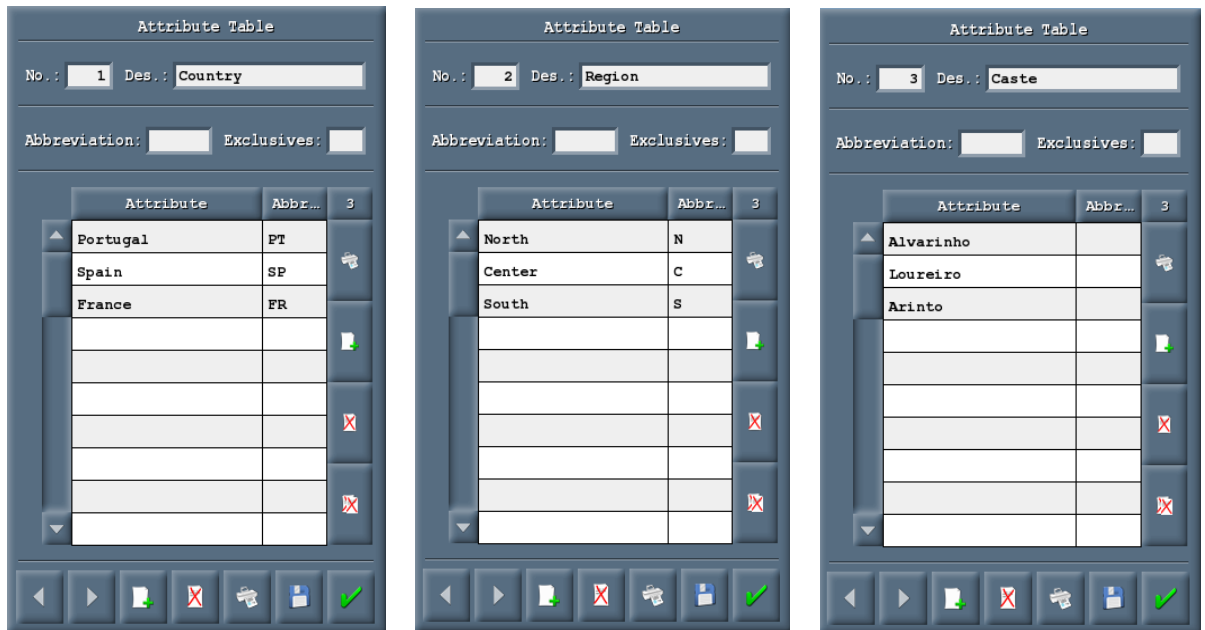 Attribute Table
No.: 1 Des.: Country
Abbreviation: Exclusives:
Attribute Abbr... 3
Portugal PT
Spain SP
France FR
Attribute Table
No.: 2 Des.: Region
Abbreviation: Exclusives:
Attribute Abbr... 3
North N
Center C
South S
Attribute Table
No.: 3 Des.: Caste
Abbreviation: Exclusives:
Attribute Abbr... 3
Alvarinho
Loureiro
Arinto